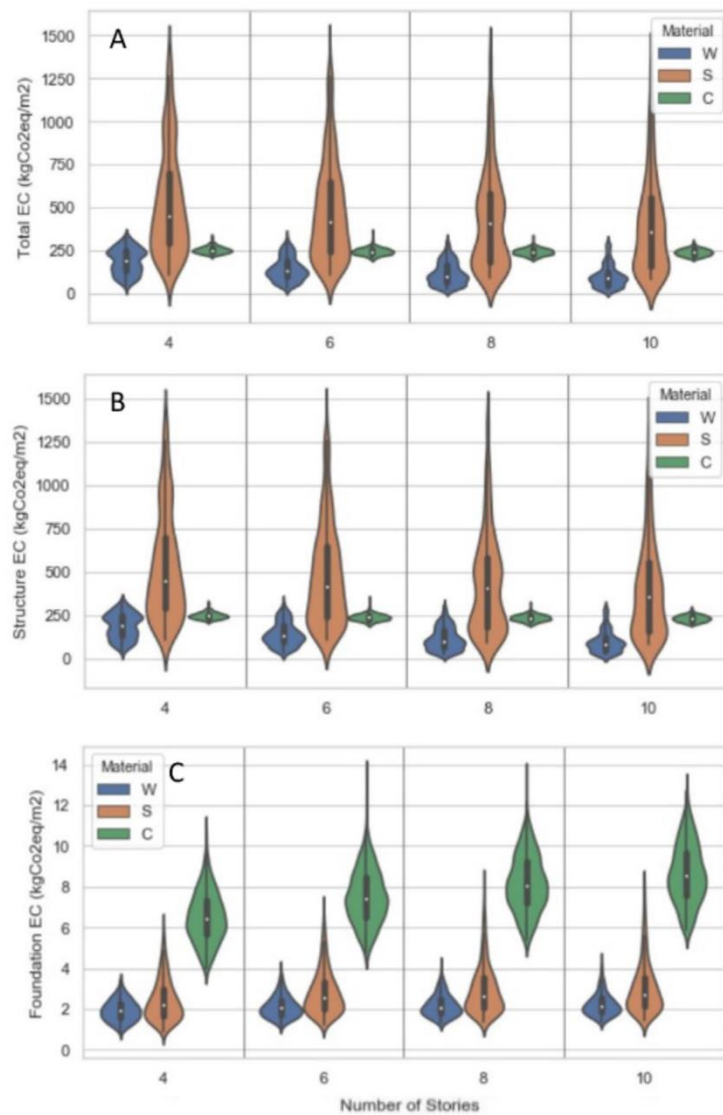 A
Material
W
S
C
Total EC (kgCo2eq/m2)
1500
1250
1000
750
500
250
0
4 6 8 10
B
Material
W
S
C
Structure EC (kgCo2eq/m2)
1500
1250
1000
750
500
250
0
4 6 8 10
C
Material
W
S
C
Foundation EC (kgCo2eq/m2)
14
12
10
8
6
4
2
0
4 6 8 10
Number of Stories